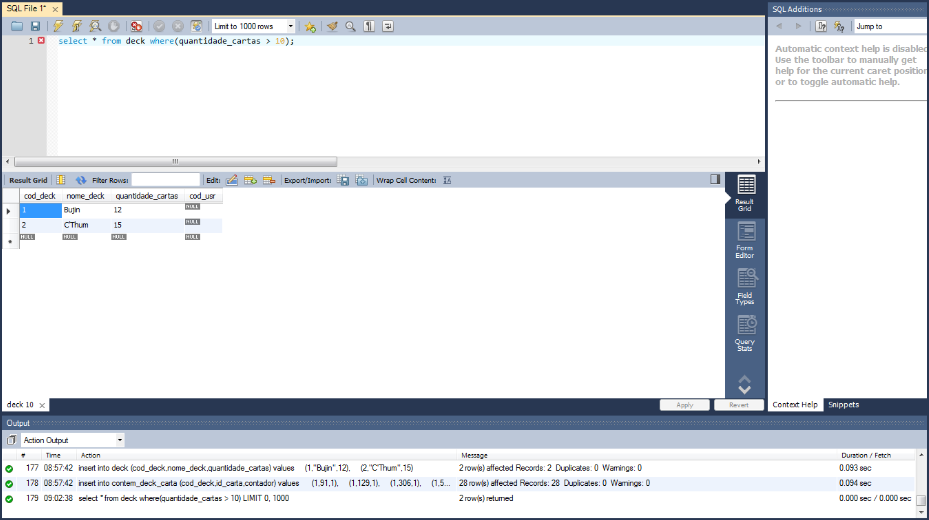 SQL File 1*
SQL Additions
Limit to 1000 rows
Jump to
1 select * from deck where(quantidade_cartas > 10);
Automatic context help is disabled.
Use the toolbar to manually get
help for the current caret position
or to toggle automatic help.
Result Grid Filter Rows: Edit: Export/Import: Wrap Cell Content:
cod_deck nome_deck quantidade_cartas cod_usr
1 Bujin 12 NULL
2 C'Thum 15 NULL
NULL NULL NULL NULL
Result
Grid
Form
Editor
Field
Types
Query
Stats
deck 10
Apply Revert
Context Help Snippets
Output
Action Output
# Time Action Message Duration / Fetch
177 08:57:42 insert into deck (cod_deck,nome_deck,quantidade_cartas) values (1,"Bujin",12), (2,"C'Thum",15) 2 row(s) affected Records: 2 Duplicates: 0 Warnings: 0 0.093 sec
178 08:57:42 insert into contem_deck_carta (cod_deck,id_carta,contador) values (1,91,1), (1,129,1), (1,306,1), (1,5... 28 row(s) affected Records: 28 Duplicates: 0 Warnings: 0 0.094 sec
179 09:02:38 select * from deck where(quantidade_cartas > 10) LIMIT 0, 1000 2 row(s) returned 0.000 sec / 0.000 sec